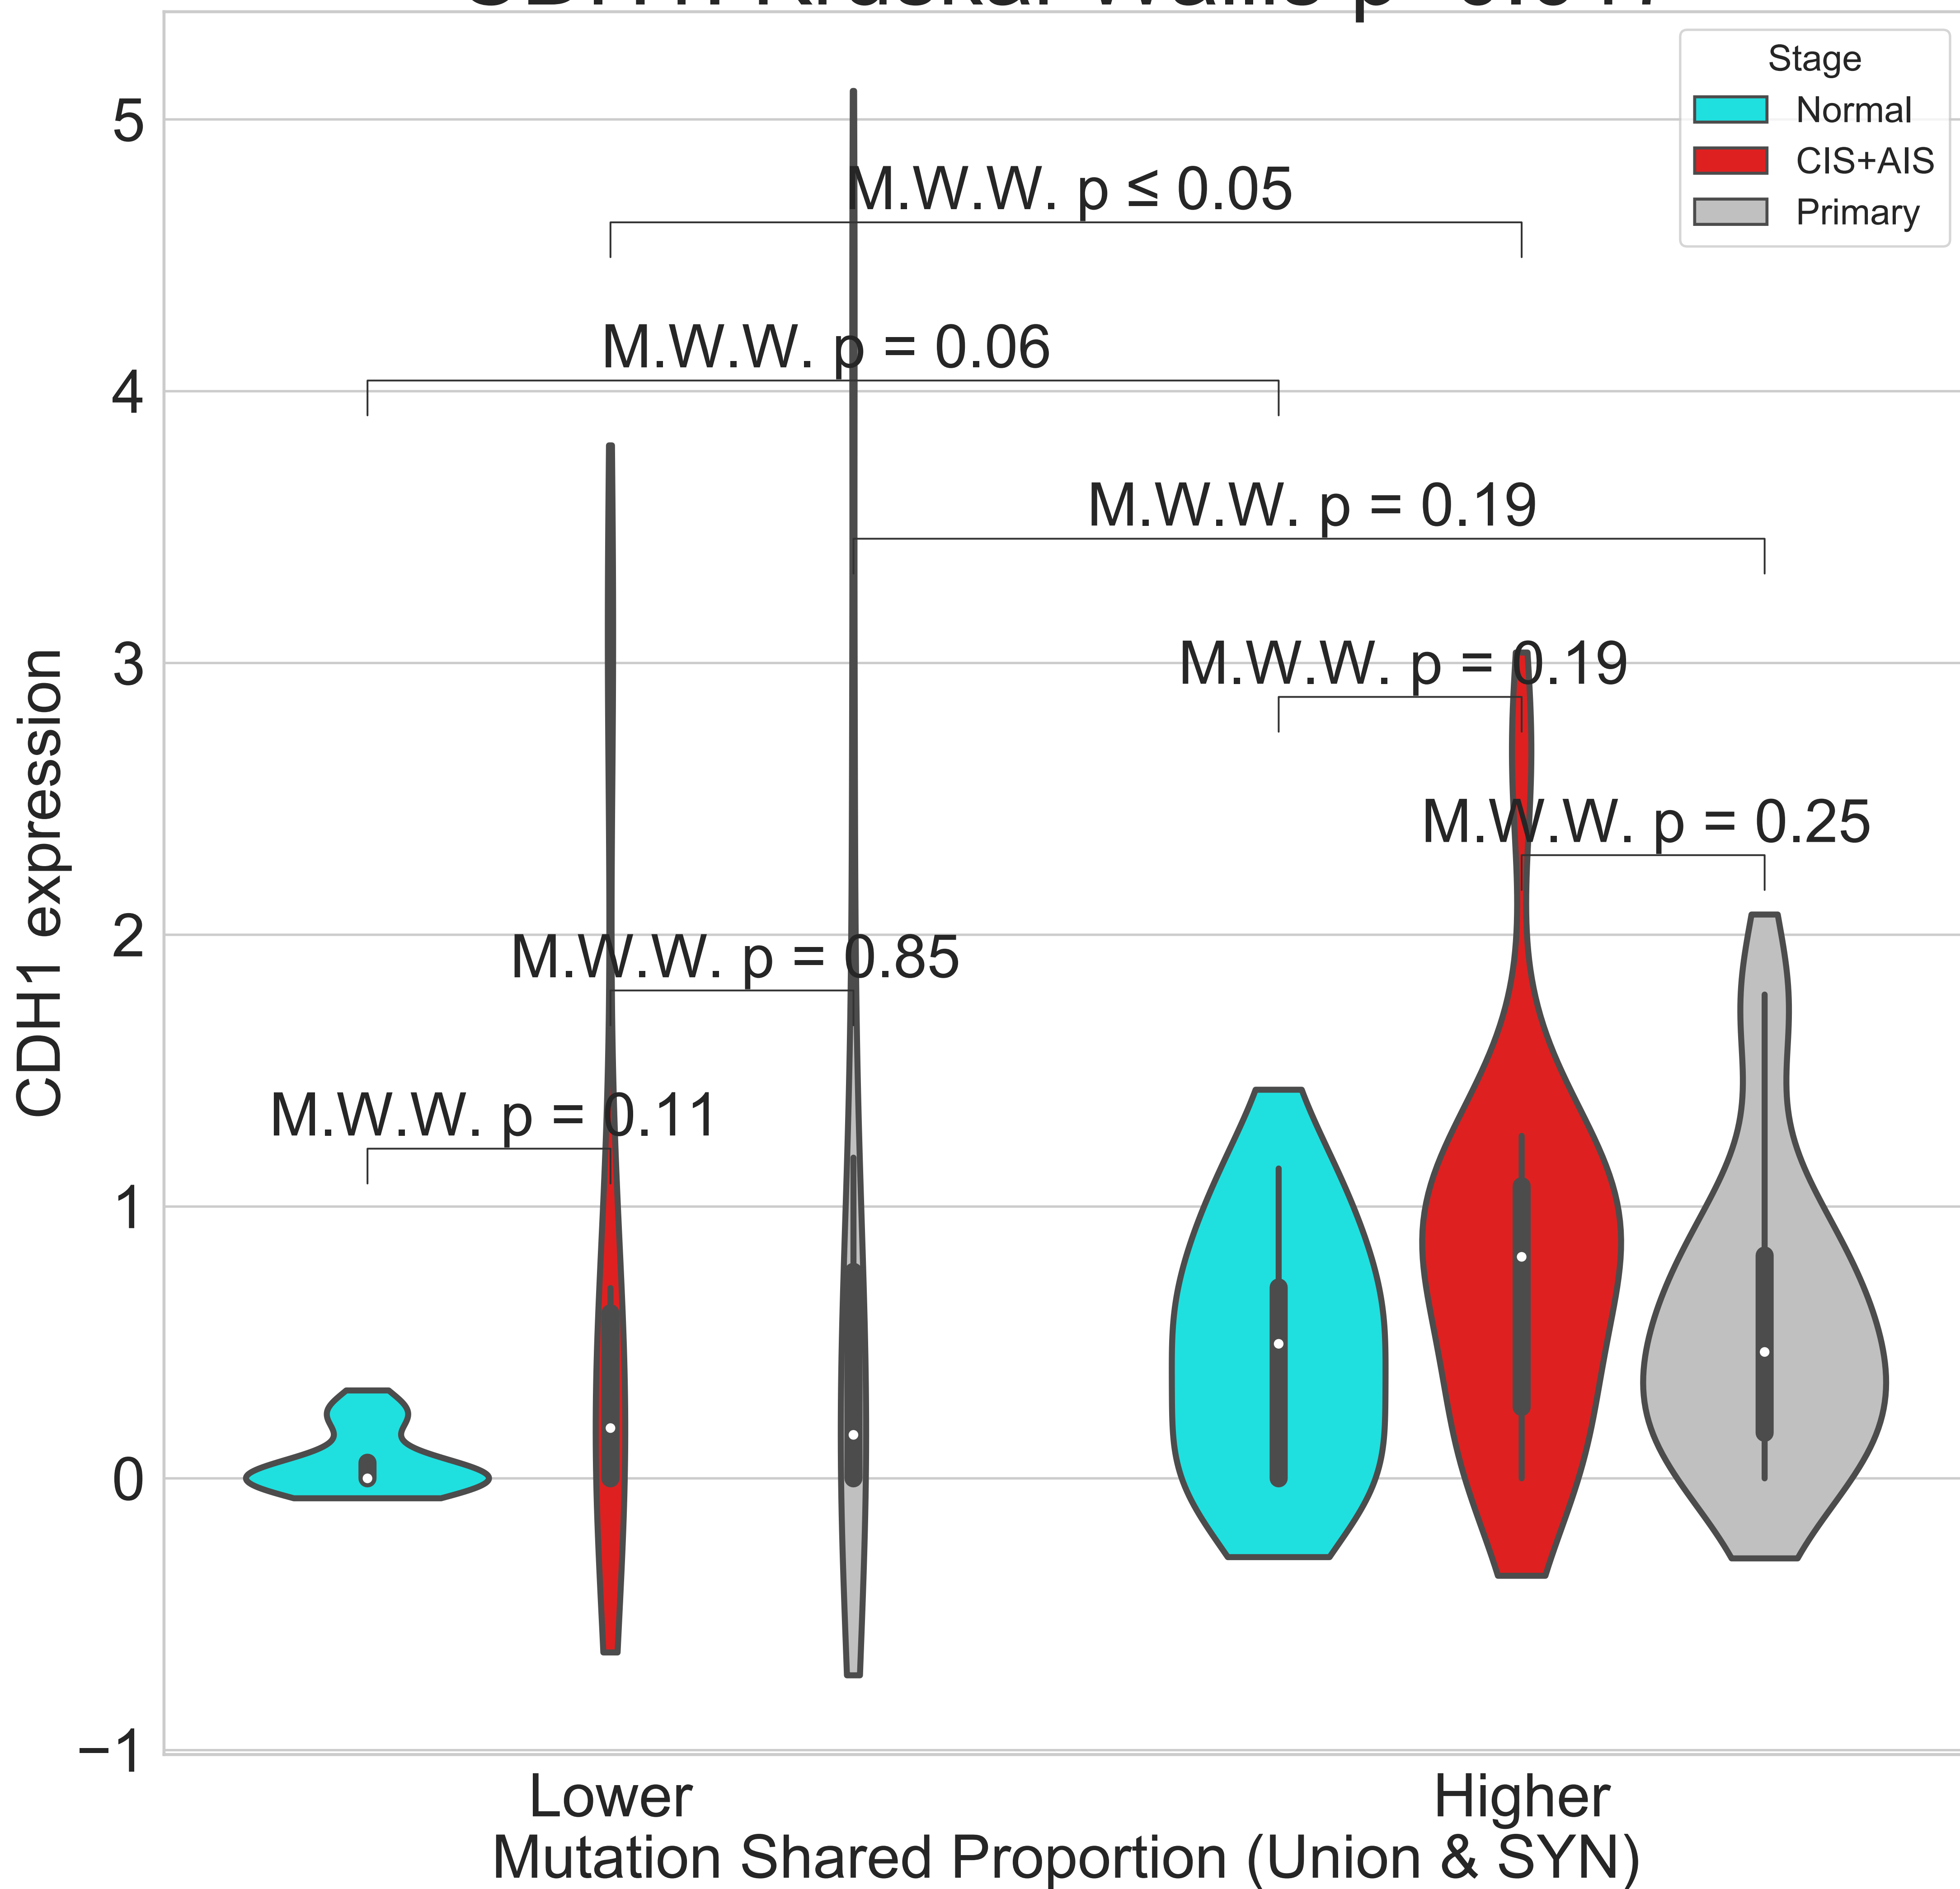 Stage
Normal
CIS+AIS
Primary
5
4
3
2
1
0
−1
CDH1 expression
M.W.W. p ≤ 0.05
M.W.W. p = 0.06
M.W.W. p = 0.19
M.W.W. p = 0.19
M.W.W. p = 0.25
M.W.W. p = 0.85
M.W.W. p = 0.11
Lower
Higher
Mutation Shared Proportion (Union & SYN)